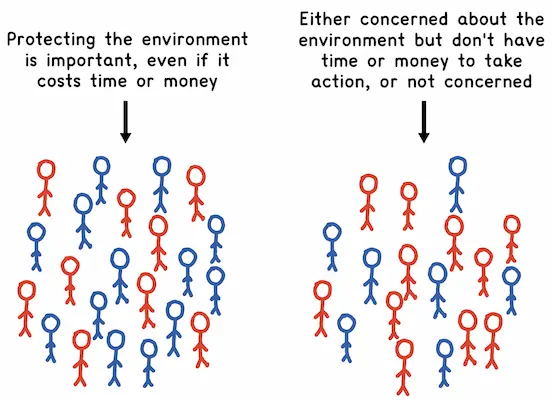 Protecting the environment
is important, even if it
costs time or money
Either concerned about the
environment but don't have
time or money to take
action, or not concerned